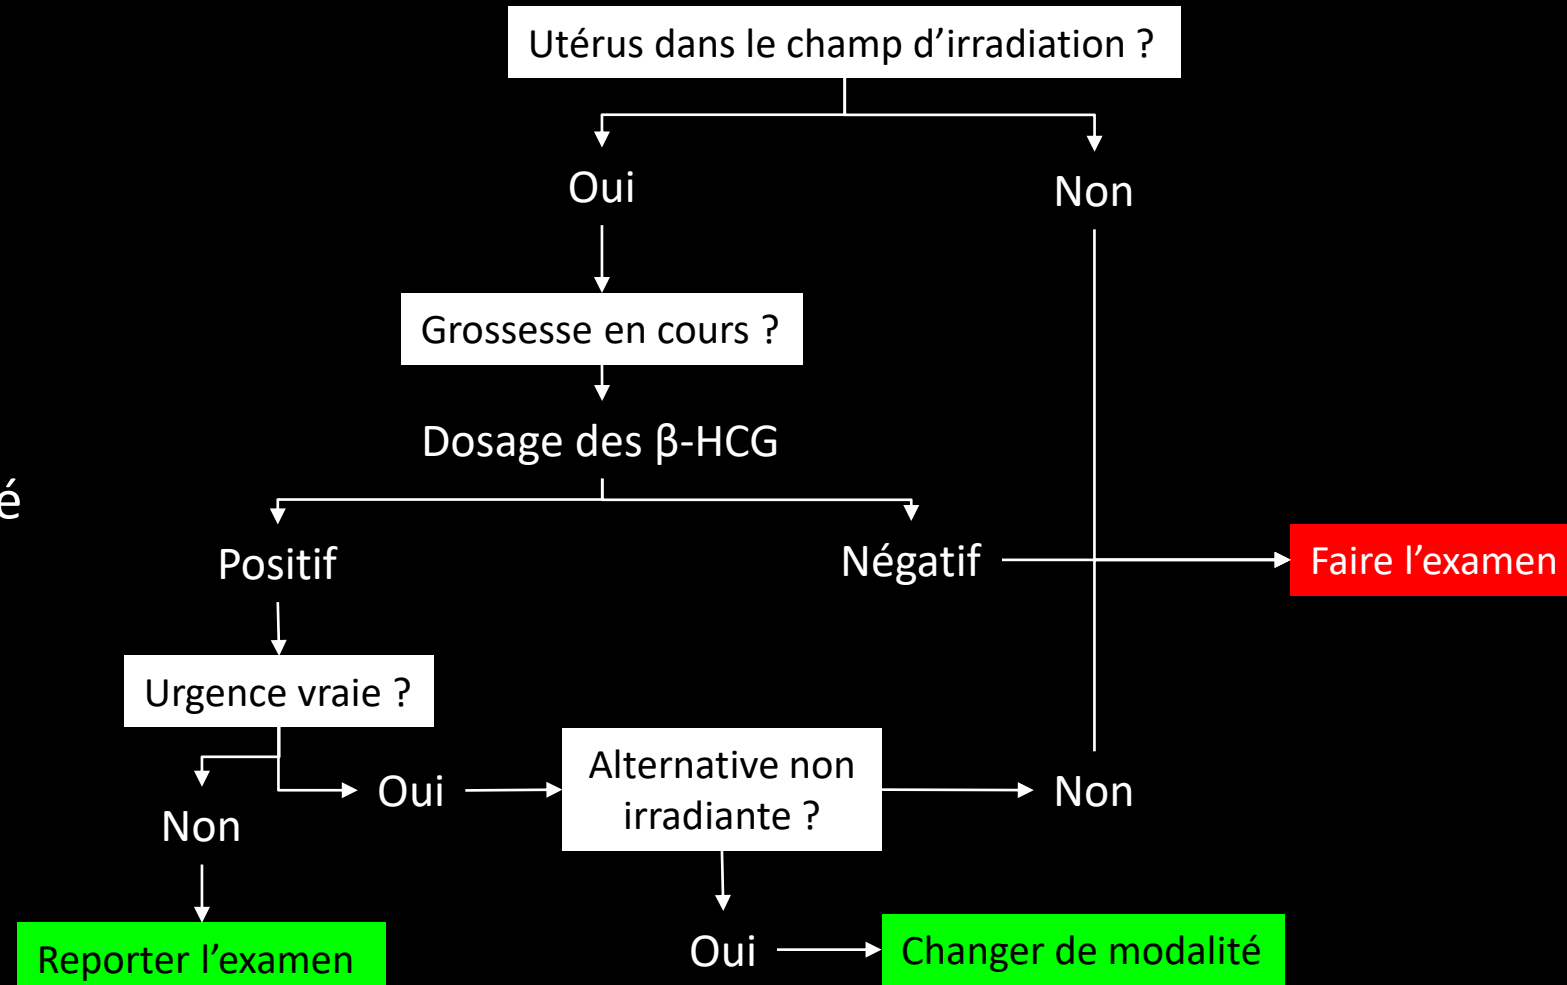 Utérus dans le champ d’irradiation ?
Oui
Non
Grossesse en cours ?
Dosage des β-HCG
é
Positif
Négatif
Faire l’examen
Urgence vraie ?
Non
Oui
Alternative non
irradiante ?
Non
Reporter l’examen
Oui
Changer de modalité